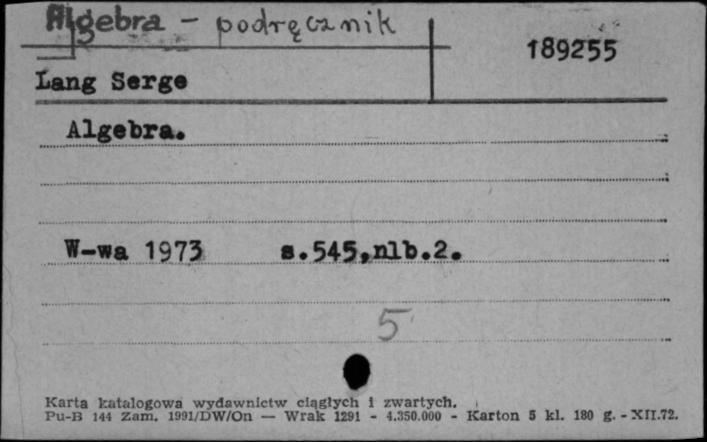 Algebra - podręcznik
189255
Lang Serge
Algebra.
W-wa 1973 s.545,nlb.2.
5
Karta katalogowa wydawnictw ciągłych i zwartych.
Pu-B 144 Zam. 1991/DW/On — Wrak 1291 - 4.350.000 - Karton 5 kl. 180 g. - XII.72.